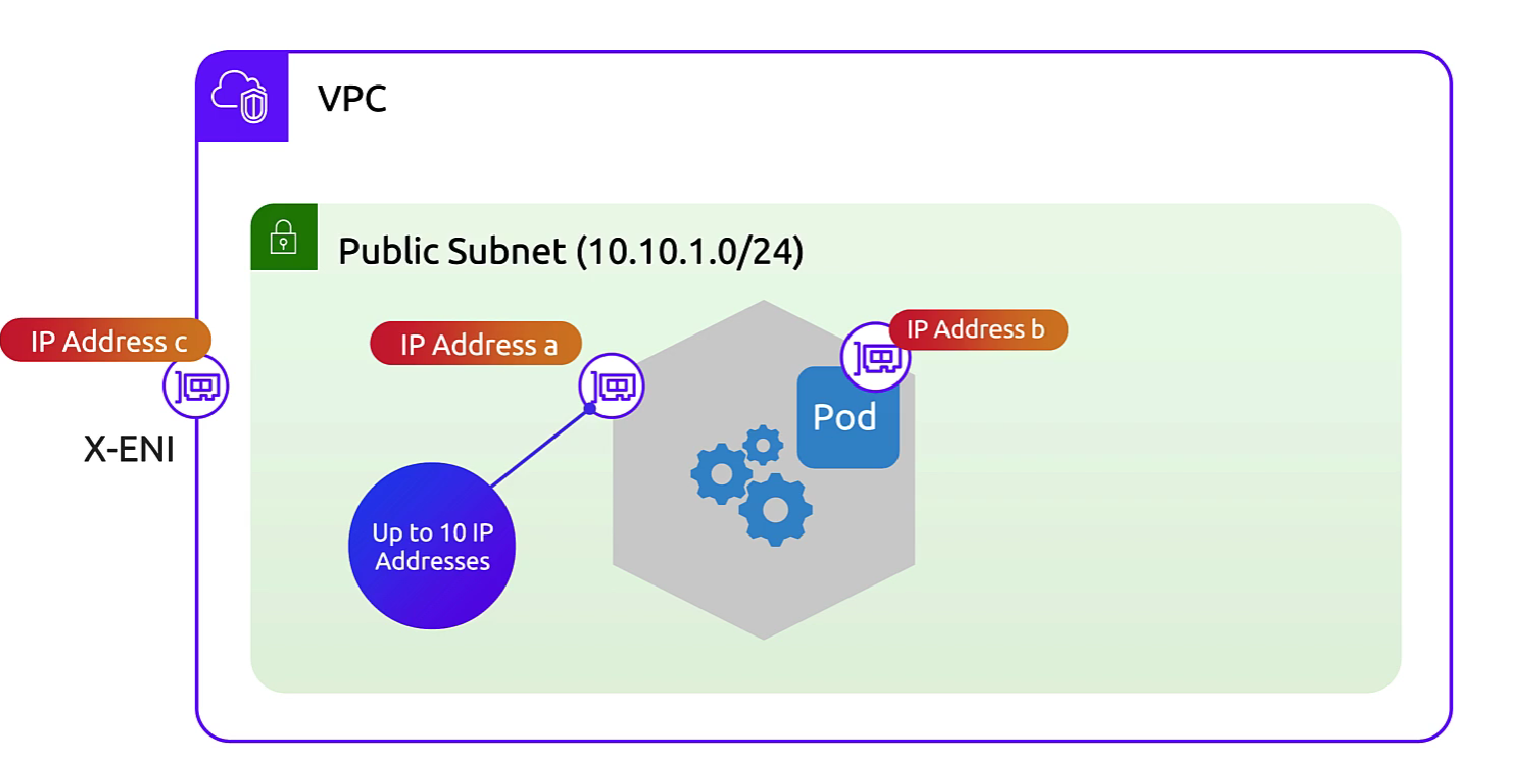 VPC
Public Subnet (10.10.1.0/24)
IP Address c
IP Address a
IP Address b
Pod
X-ENI
Up to 10 IP
Addresses